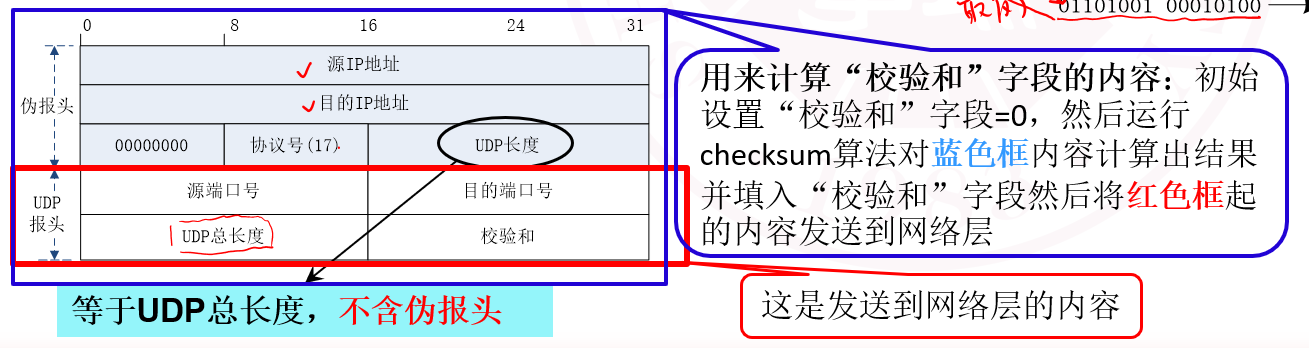 01101001 00010100
0 8 16 24 31
伪报头
源IP地址
目的IP地址
00000000 协议号(17) UDP长度
UDP
报头
源端口号 目的端口号
UDP总长度 校验和
用来计算“校验和”字段的内容：初始
设置“校验和”字段=0，然后运行
checksum算法对蓝色框内容计算出结果
并填入“校验和”字段然后将红色框起
的内容发送到网络层
等于UDP总长度，不含伪报头
这是发送到网络层的内容